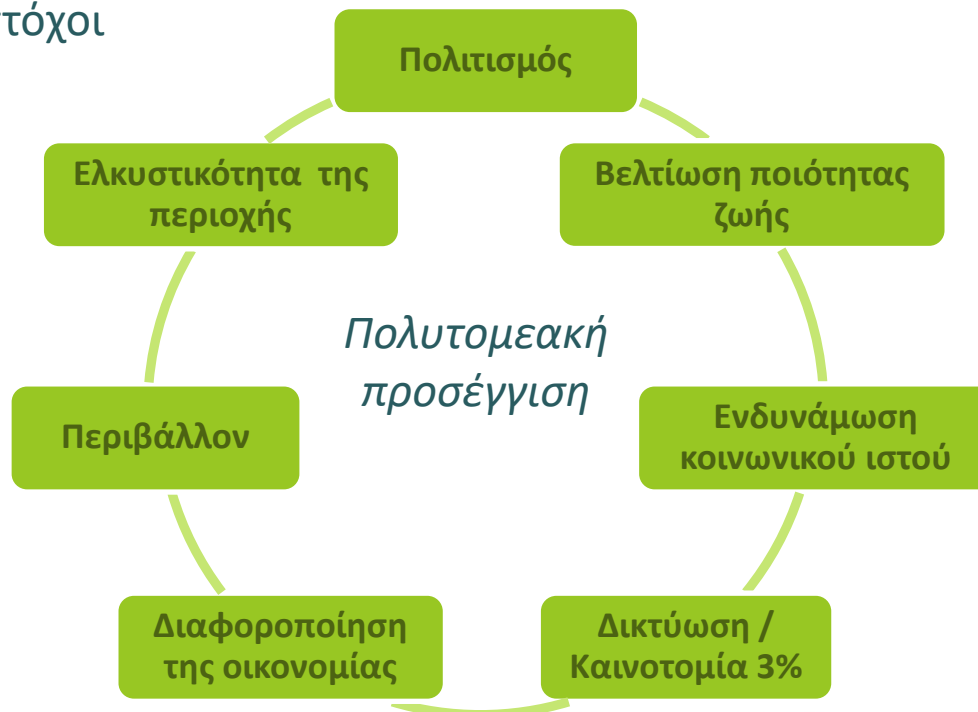 τόχοι
Πολιτισμός
Βελτίωση ποιότητας
ζωής
Ενδυνάμωση
κοινωνικού ιστού
Δικτύωση /
Καινοτομία 3%
Διαφοροποίηση
της οικονομίας
Περιβάλλον
Ελκυστικότητα της
περιοχής
Πολυτομεακή
προσέγγιση